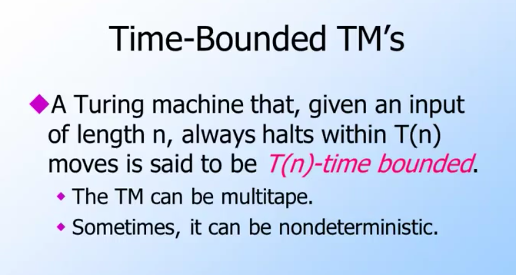 Time-Bounded TM's
A Turing machine that, given an input
of length n, always halts within T(n)
moves is said to be T(n)-time bounded.
The TM can be multitape.
Sometimes, it can be nondeterministic.